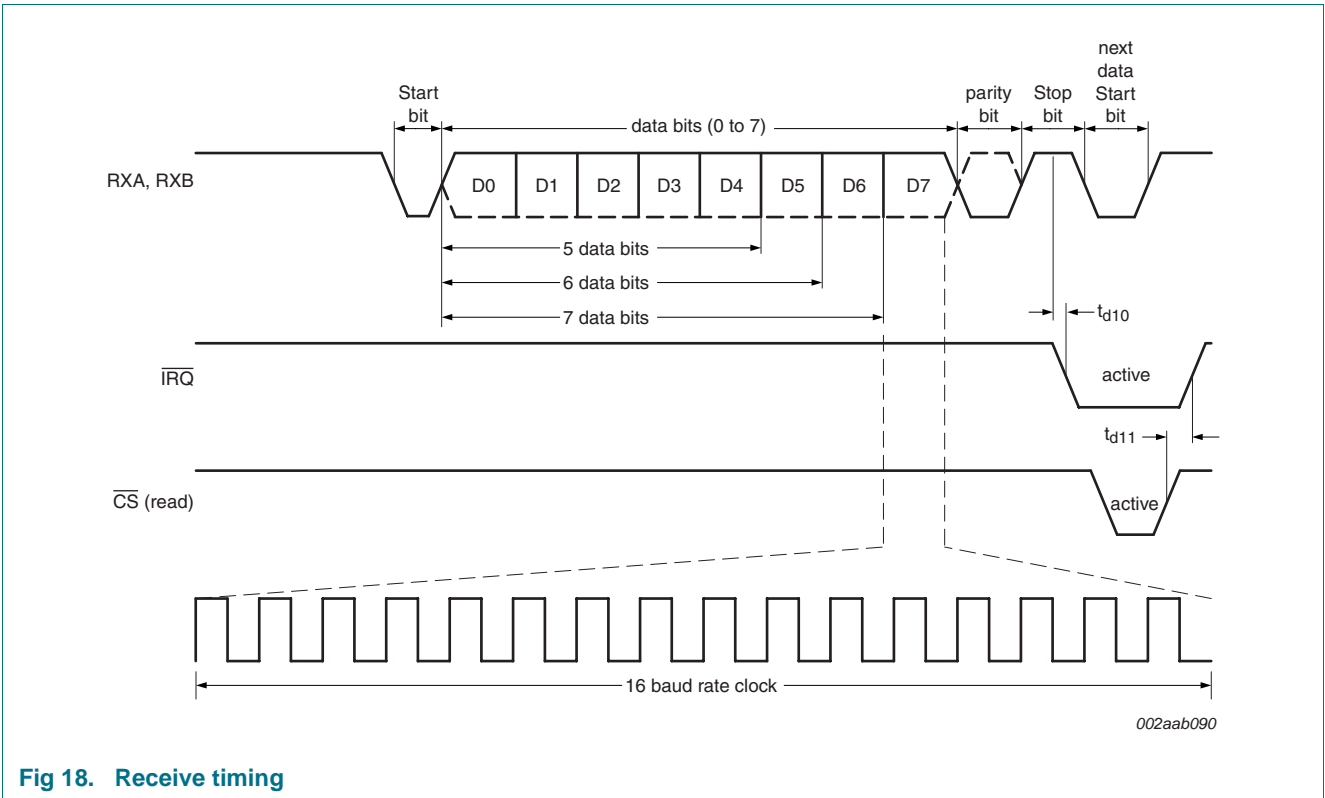 next
data
Start
bit
Start
bit
parity
bit
Stop
bit
data bits (0 to 7)
RXA, RXB
D0 D1 D2 D3 D4 D5 D6 D7
5 data bits
6 data bits
7 data bits
td10
IRQ
active
td11
CS (read)
active
16 baud rate clock
002aab090
Fig 18. Receive timing